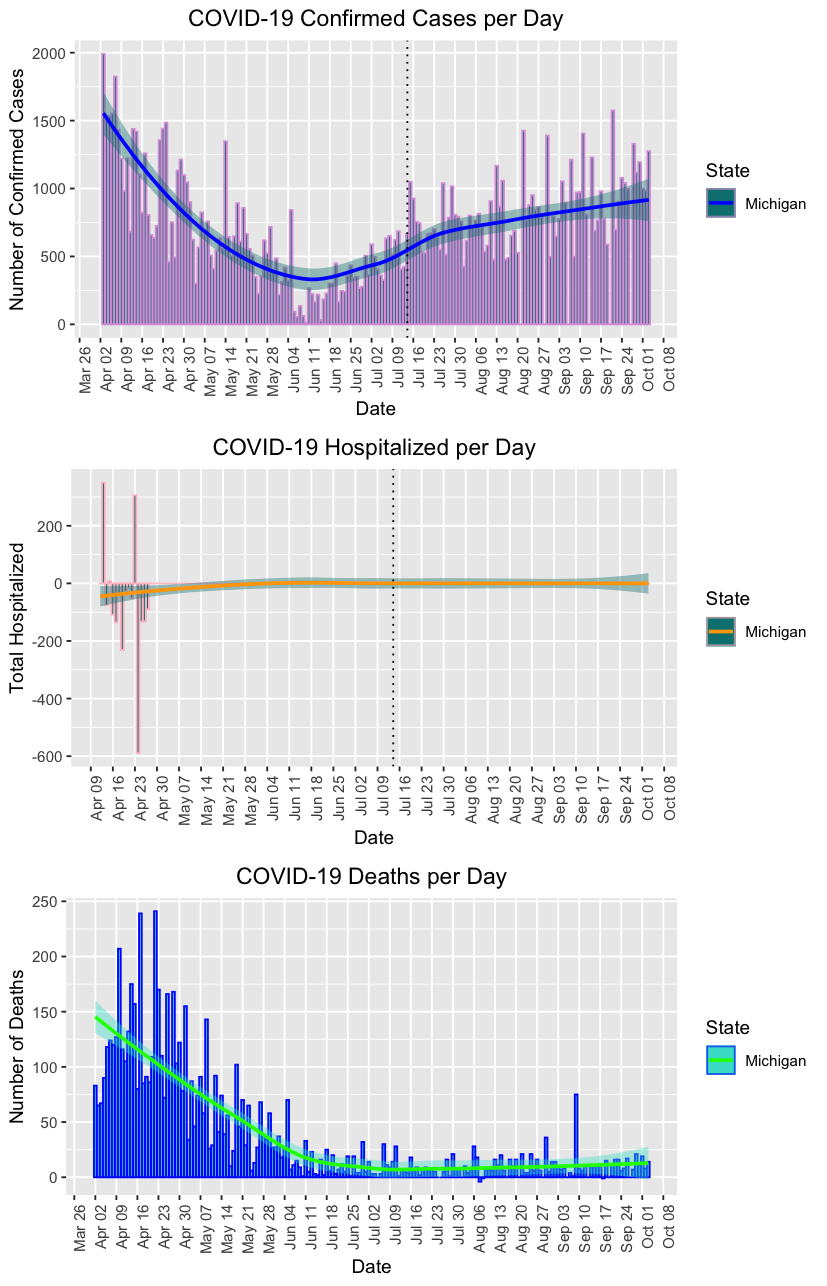 COVID-19 Confirmed Cases per Day
Number of Confirmed Cases
2000
1500
1000
500
0
Mar 26 Apr 02 Apr 09 Apr 16 Apr 23 Apr 30 May 07 May 14 May 21 May 28 Jun 04 Jun 11 Jun 18 Jun 25 Jul 02 Jul 09 Jul 16 Jul 23 Jul 30 Aug 06 Aug 13 Aug 20 Aug 27 Sep 03 Sep 10 Sep 17 Sep 24 Oct 01 Oct 08
Date
State
Michigan
COVID-19 Hospitalized per Day
Total Hospitalized
200
0
-200
-400
-600
Apr 09 Apr 16 Apr 23 Apr 30 May 07 May 14 May 21 May 28 Jun 04 Jun 11 Jun 18 Jun 25 Jul 02 Jul 09 Jul 16 Jul 23 Jul 30 Aug 06 Aug 13 Aug 20 Aug 27 Sep 03 Sep 10 Sep 17 Sep 24 Oct 01 Oct 08
Date
State
Michigan
COVID-19 Deaths per Day
Number of Deaths
250
200
150
100
50
0
Mar 26 Apr 02 Apr 09 Apr 16 Apr 23 Apr 30 May 07 May 14 May 21 May 28 Jun 04 Jun 11 Jun 18 Jun 25 Jul 02 Jul 09 Jul 16 Jul 23 Jul 30 Aug 06 Aug 13 Aug 20 Aug 27 Sep 03 Sep 10 Sep 17 Sep 24 Oct 01 Oct 08
Date
State
Michigan